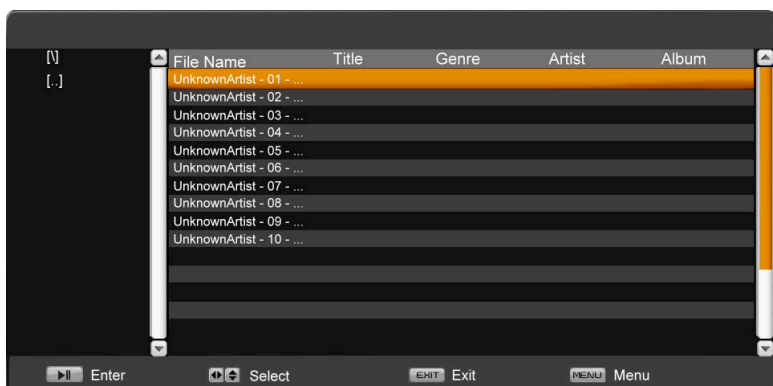 [\]
[..]
File Name Title Genre Artist Album
UnknownArtist - 01 - ...
UnknownArtist - 02 - ...
UnknownArtist - 03 - ...
UnknownArtist - 04 - ...
UnknownArtist - 05 - ...
UnknownArtist - 06 - ...
UnknownArtist - 07 - ...
UnknownArtist - 08 - ...
UnknownArtist - 09 - ...
UnknownArtist - 10 - ...
Enter Select EXIT Exit MENU Menu